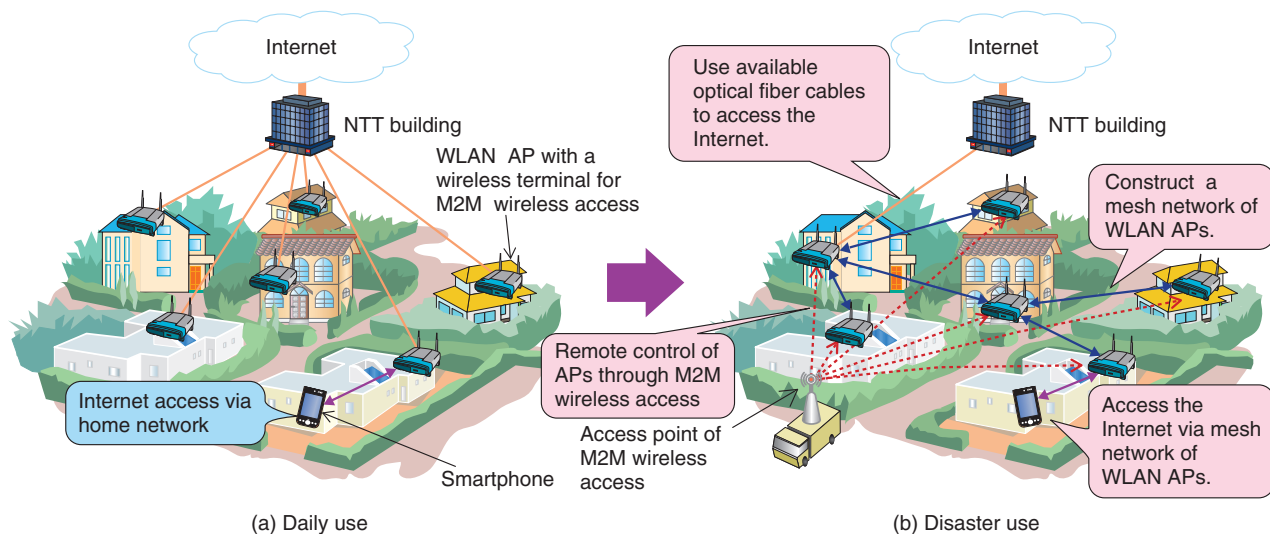 Internet
NTT building
WLAN AP with a
wireless terminal for
M2M wireless access
Internet access via
home network
Smartphone
(a) Daily use
Internet
Use available
optical fiber cables
to access the
Internet.
NTT building
Construct a
mesh network of
WLAN APs.
Remote control of
APs through M2M
wireless access
Access point of
M2M wireless
access
Access the
Internet via mesh
network of
WLAN APs.
(b) Disaster use